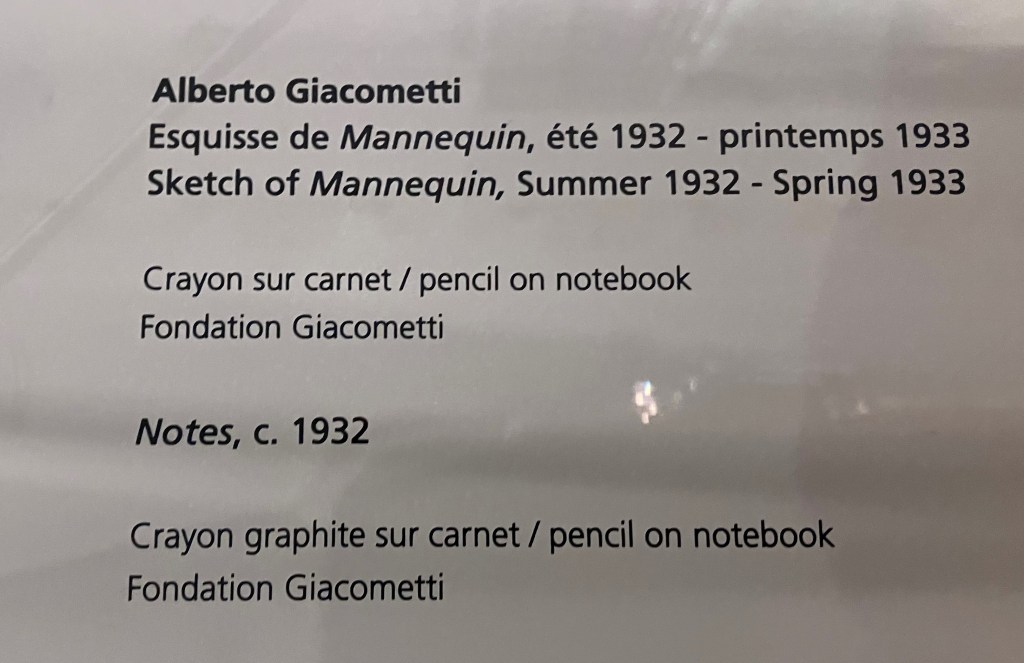 Alberto Giacometti
Esquisse de Mannequin, été 1932 - printemps 1933
Sketch of Mannequin, Summer 1932 - Spring 1933
Crayon sur carnet / pencil on notebook
Fondation Giacometti
Notes, c. 1932
Crayon graphite sur carnet / pencil on notebook
Fondation Giacometti